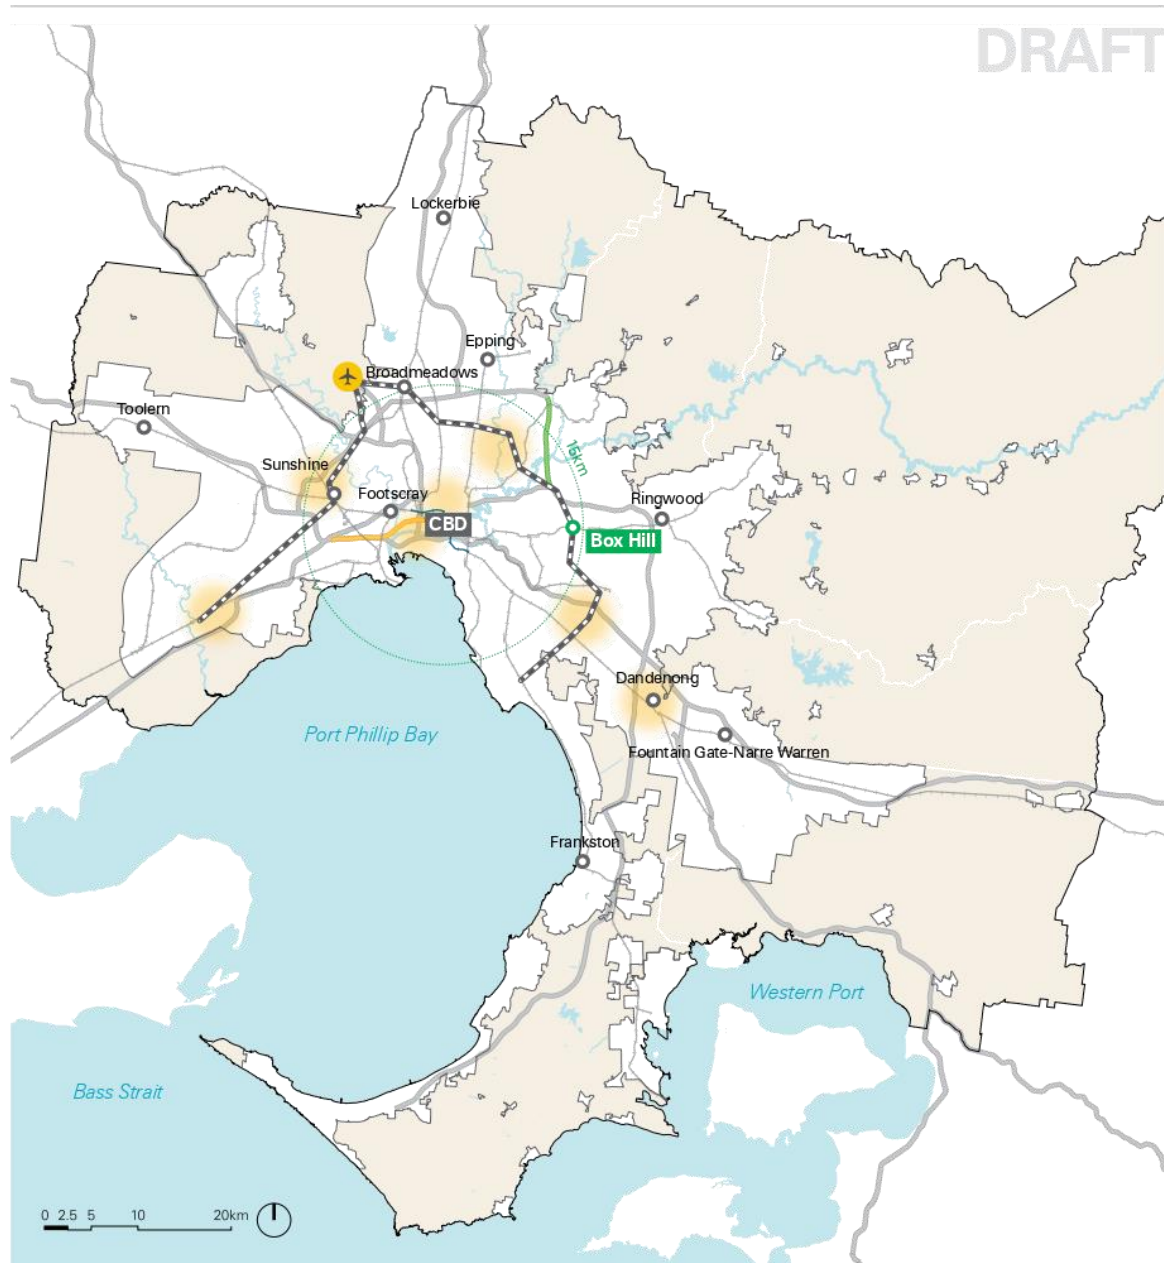 DRAFT
Lockerbie
Epping
Broadmeadows
Toolern
15km
Sunshine
Footscray
Ringwood
CBD
Box Hill
Dandenong
Port Phillip Bay
Fountain Gate-Narre Warren
Frankston
Western Port
Bass Strait
0 2.5 5 10 20km